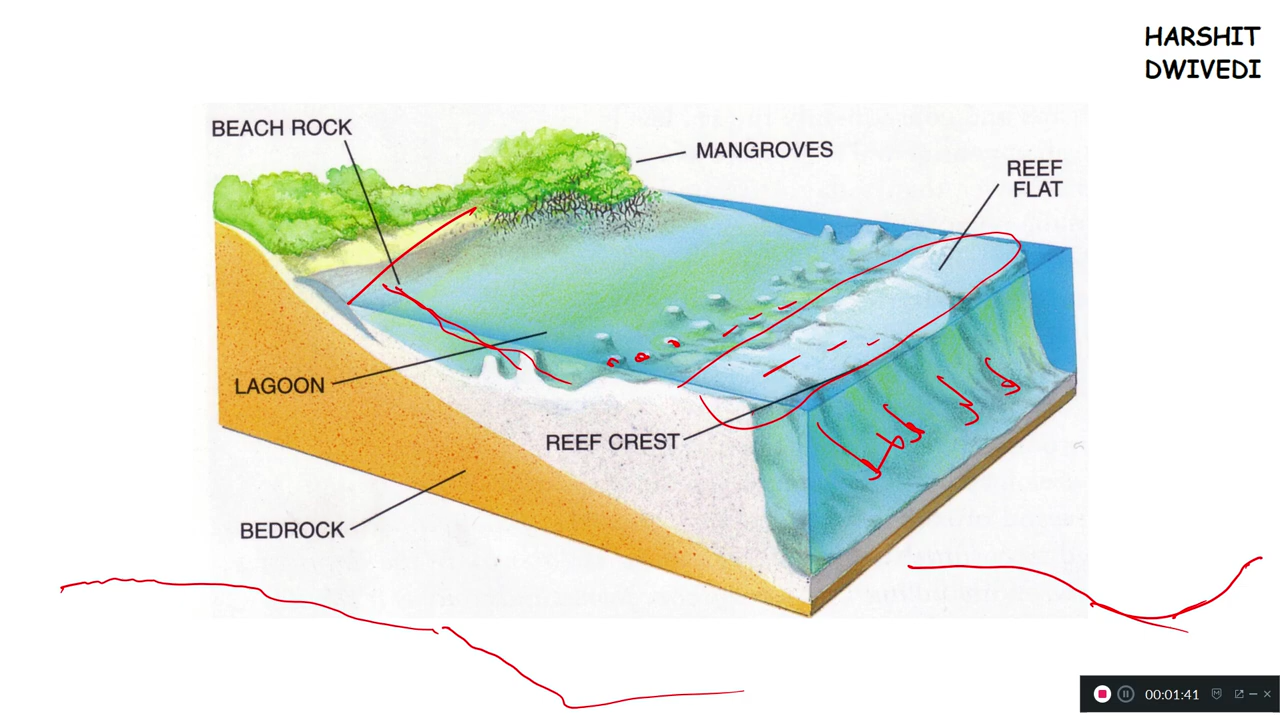 HARSHIT
DWIVEDI
BEACH ROCK
MANGROVES
REEF
FLAT
LAGOON
REEF CREST
BEDROCK
00:01:41